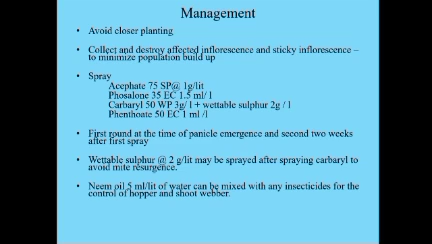 Management
• Avoid closer planting
• Collect and destroy affected inflorescence and sticky inflorescence –
to minimize population build up
• Spray
Acephate 75 SP@ 1g/lit
Phosalone 35 EC 1.5 ml/ l
Carbaryl 50 WP 3g/ l + wettable sulphur 2g / l
Phenthoate 50 EC 1 ml /l
• First round at the time of panicle emergence and second two weeks
after first spray
• Wettable sulphur @ 2 g/lit may be sprayed after spraying carbaryl to
avoid mite resurgence.
• Neem oil 5 ml/lit of water can be mixed with any insecticides for the
control of hopper and shoot webber.